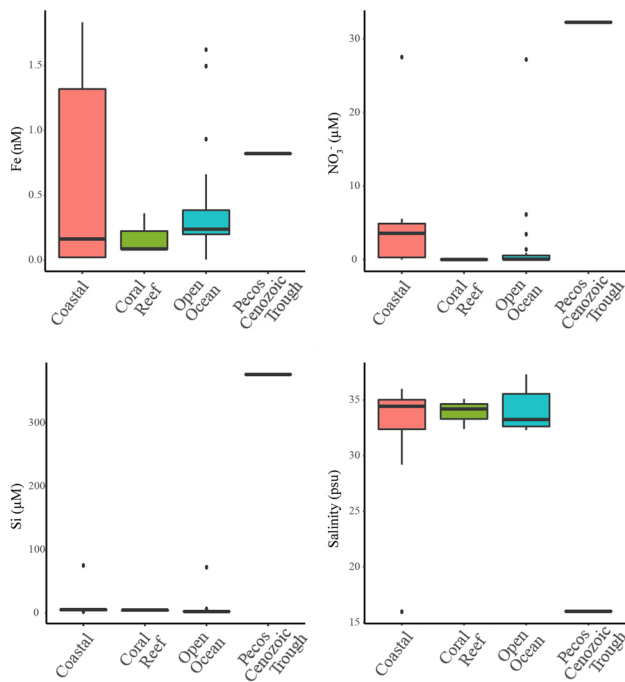 Fe (nM)
1.5
1.0
0.5
0.0
Coastal
Coral
Reef
Open
Ocean
Pecos
Cenozoic
Trough
NO₃⁻ (µM)
30
20
10
0
Coastal
Coral
Reef
Open
Ocean
Pecos
Cenozoic
Trough
Si (µM)
300
200
100
0
Coastal
Coral
Reef
Open
Ocean
Pecos
Cenozoic
Trough
Salinity (psu)
35
30
25
20
15
Coastal
Coral
Reef
Open
Ocean
Pecos
Cenozoic
Trough